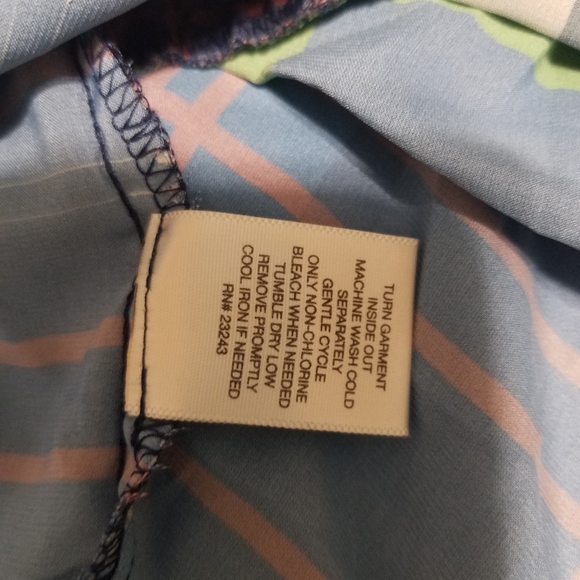 TURN GARMENT
INSIDE OUT
MACHINE WASH COLD
SEPARATELY
GENTLE CYCLE
ONLY NON-CHLORINE
BLEACH WHEN NEEDED
TUMBLE DRY LOW
REMOVE PROMPTLY
COOL IRON IF NEEDED
RN# 23243